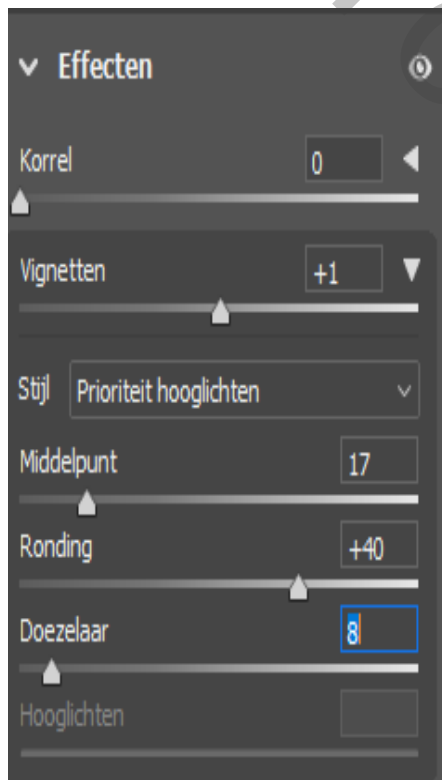 Effecten
Korrel 0
Vignetten +1
Stijl Prioriteit hooglichten
Middelpunt 17
Ronding +40
Doezelaar 8
Hooglichten